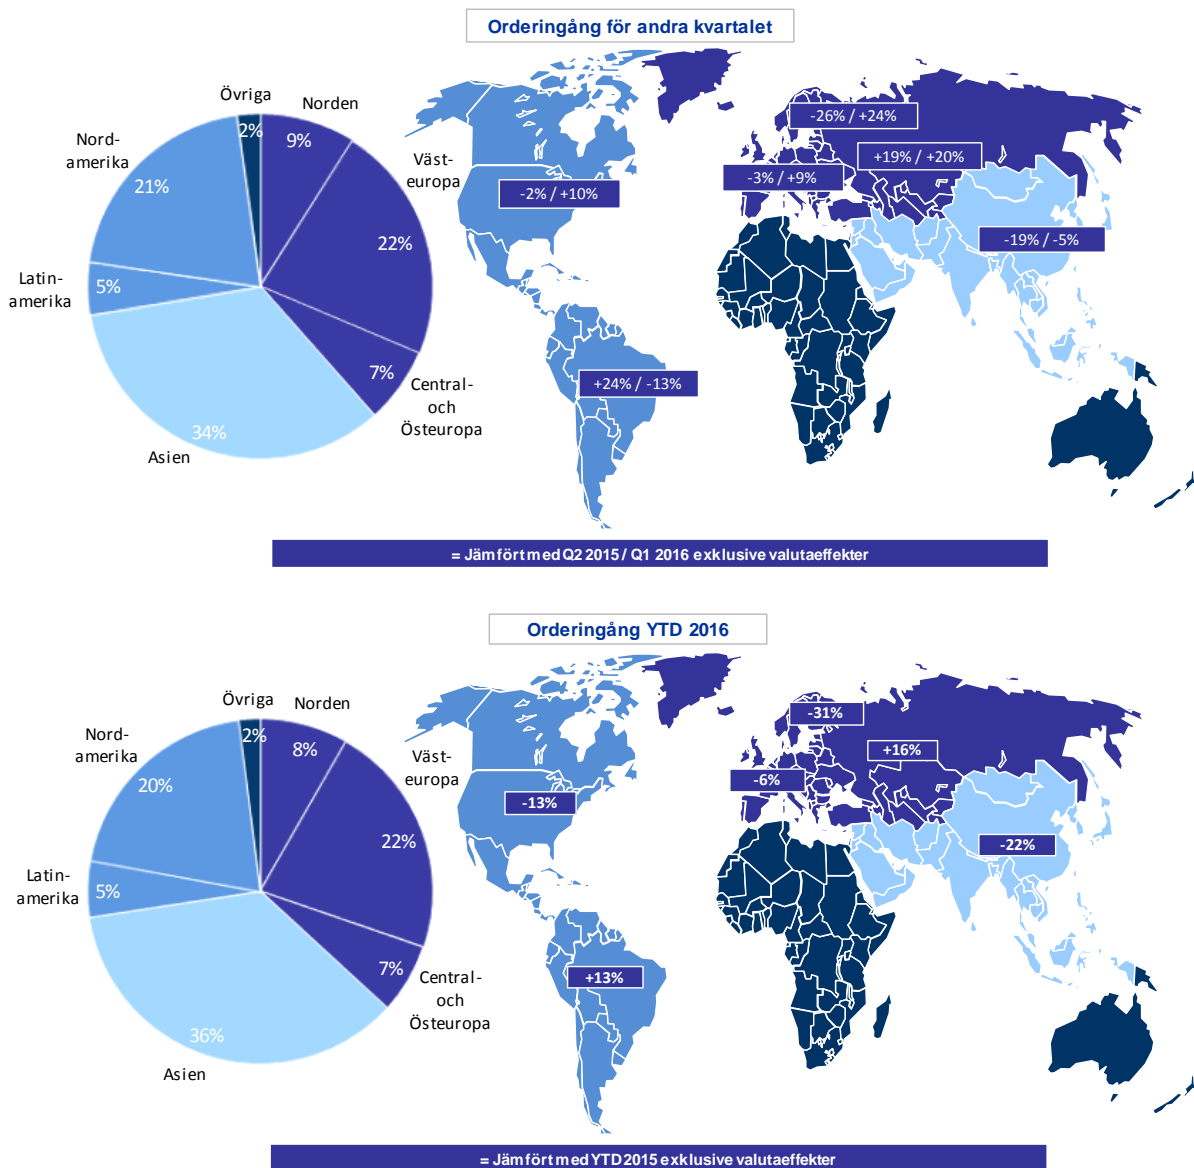 Orderingång för andra kvartalet
Övriga
Norden
2%
9%
Nord-
amerika
21%
Väst-
europa
22%
Latin-
amerika
5%
7%
Central-
och
Östeuropa
34%
Asien
-26% / +24%
+19% / +20%
-3% / +9%
-2% / +10%
-19% / -5%
+24% / -13%
= Jämfört med Q2 2015 / Q1 2016 exklusive valutaeffekter
Orderingång YTD 2016
Övriga
Norden
2%
8%
Nord-
amerika
20%
Väst-
europa
22%
Latin-
amerika
5%
7%
Central-
och
Östeuropa
36%
Asien
-31%
+16%
-6%
-13%
-22%
+13%
= Jämfört med YTD 2015 exklusive valutaeffekter